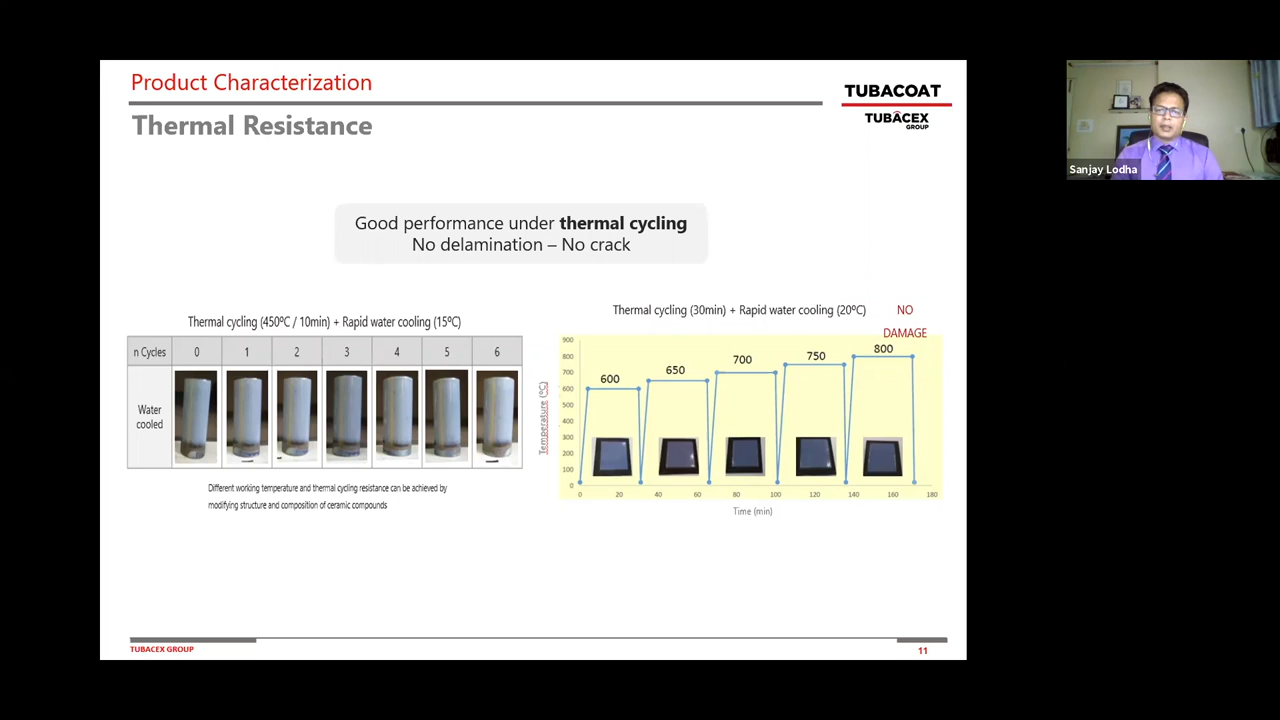 Product Characterization
Thermal Resistance
TUBACOAT
TUBACEX
GROUP
Sanjay Lodha
Good performance under thermal cycling
No delamination – No crack
Thermal cycling (450ºC / 10min) + Rapid water cooling (15ºC)
n Cycles 0 1 2 3 4 5 6
Water
cooled
Different working temperature and thermal cycling resistance can be achieved by
modifying structure and composition of ceramic compounds
Thermal cycling (30min) + Rapid water cooling (20ºC)
NO
DAMAGE
Temperature (ºC)
900
800
700
600
500
400
300
200
100
0
600
650
700
750
800
0 20 40 60 80 100 120 140 160 180
Time (min)
TUBACEX GROUP
11